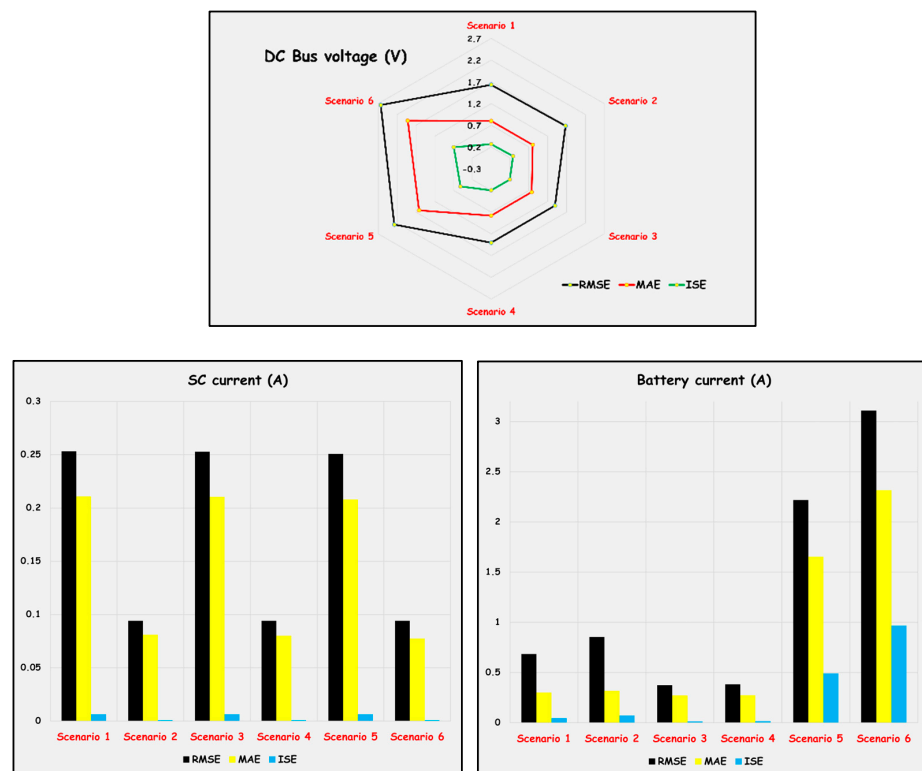 Scenario 1
2.7
DC Bus voltage (V)
2.2
1.7
Scenario 6
Scenario 2
1.2
0.7
0.2
-0.3
Scenario 5
Scenario 3
RMSE MAE ISE
Scenario 4
SC current (A)
0.3
0.25
0.2
0.15
0.1
0.05
0
Scenario 1 Scenario 2 Scenario 3 Scenario 4 Scenario 5 Scenario 6
RMSE MAE ISE
Battery current (A)
3
2.5
2
1.5
1
0.5
0
Scenario 1 Scenario 2 Scenario 3 Scenario 4 Scenario 5 Scenario 6
RMSE MAE ISE